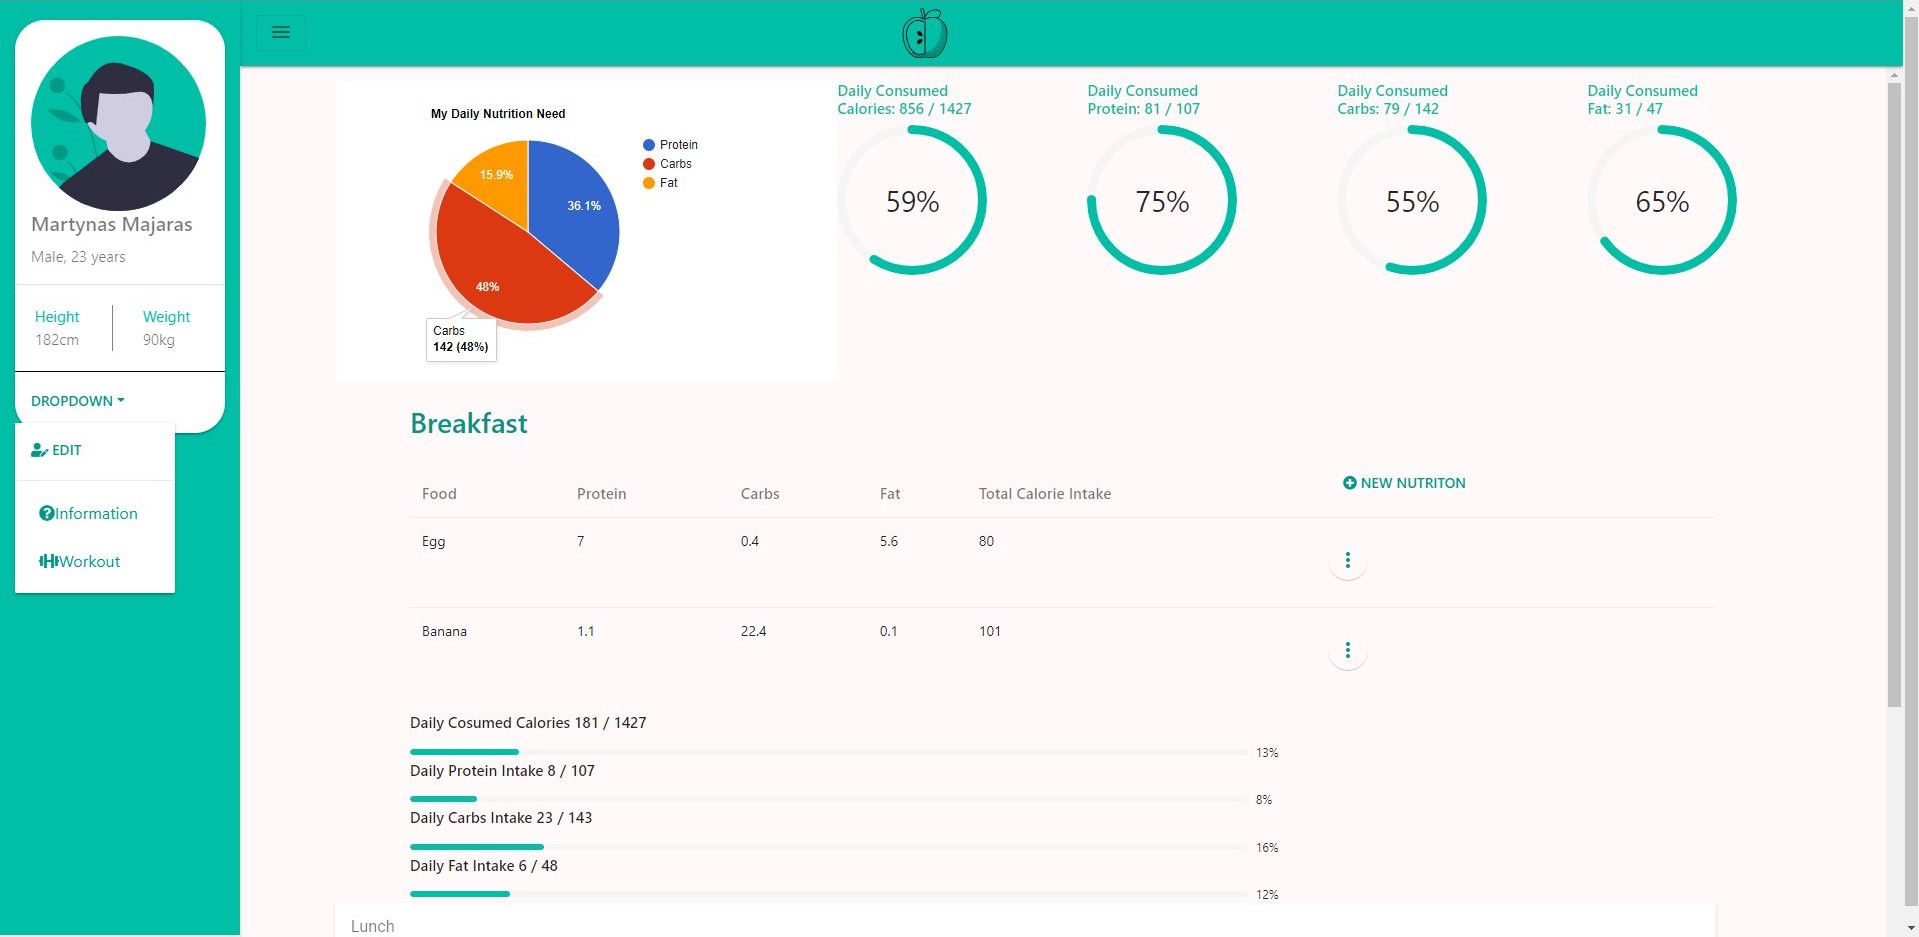 Martynas Majaras
Male, 23 years
Height
182cm
Weight
90kg
DROPDOWN
EDIT
Information
Workout
My Daily Nutrition Need
Protein
Carbs
Fat
15.9%
36.1%
48%
Carbs
142 (48%)
Daily Consumed
Calories: 856 / 1427
59%
Daily Consumed
Protein: 81 / 107
75%
Daily Consumed
Carbs: 79 / 142
55%
Daily Consumed
Fat: 31 / 47
65%
Breakfast
Food Protein Carbs Fat Total Calorie Intake NEW NUTRITON
Egg 7 0.4 5.6 80
Banana 1.1 22.4 0.1 101
Daily Cosumed Calories 181 / 1427
13%
Daily Protein Intake 8 / 107
8%
Daily Carbs Intake 23 / 143
16%
Daily Fat Intake 6 / 48
12%
Lunch